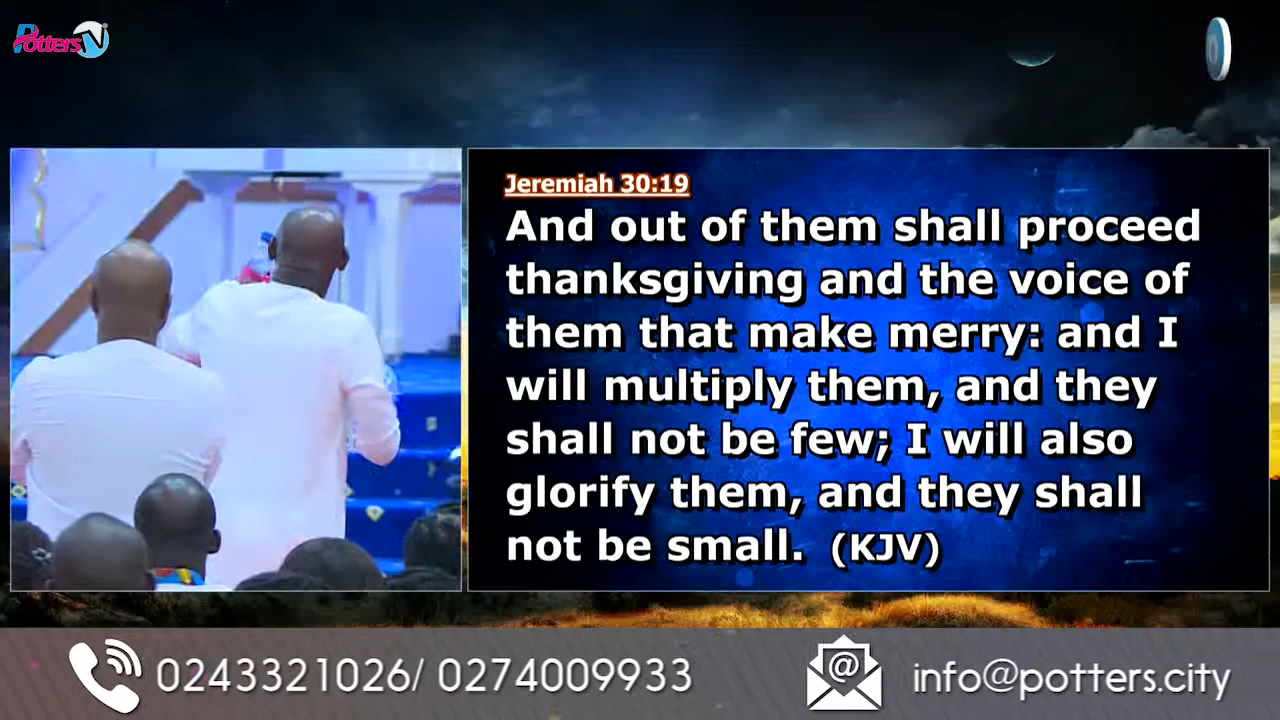 Potters TV
Jeremiah 30:19
And out of them shall proceed
thanksgiving and the voice of
them that make merry: and I
will multiply them, and they
shall not be few; I will also
glorify them, and they shall
not be small. (KJV)
0243321026/ 0274009933
info@potters.city